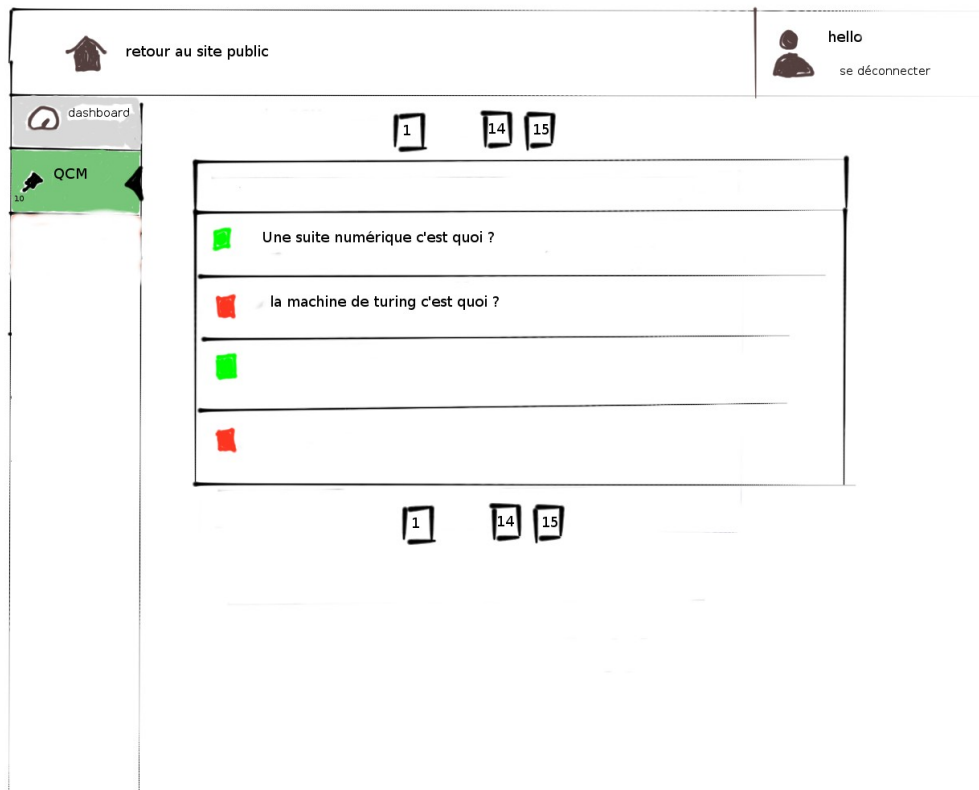 retour au site public
hello
se déconnecter
dashboard
QCM
10
1 14 15
Une suite numérique c'est quoi ?
la machine de turing c'est quoi ?
1 14 15